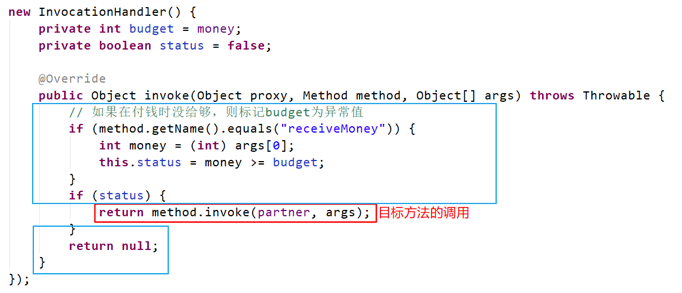 new InvocationHandler() {
    private int budget = money;
    private boolean status = false;

    @Override
    public Object invoke(Object proxy, Method method, Object[] args) throws Throwable {
        // 如果在付钱时没给够，则标记budget为异常值
        if (method.getName().equals("receiveMoney")) {
            int money = (int) args[0];
            this.status = money >= budget;
        }
        if (status) {
            return method.invoke(partner, args); 目标方法的调用
        }
        return null;
    }
});